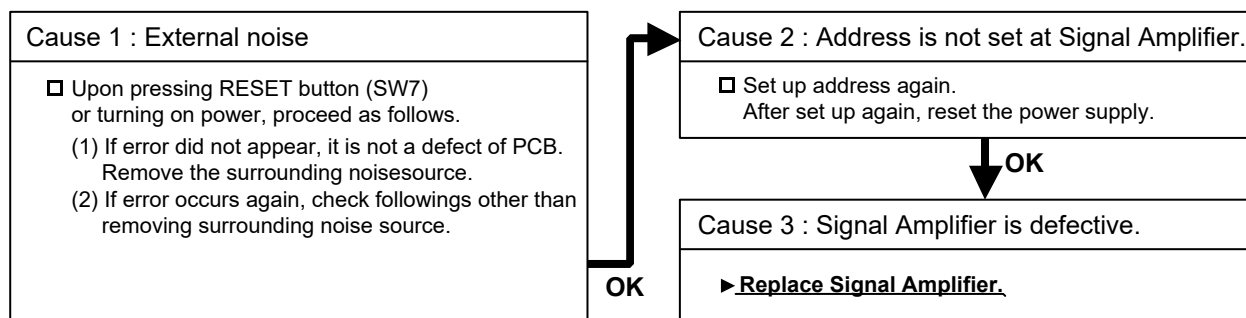 Cause 1 : External noise
Upon pressing RESET button (SW7)
or turning on power, proceed as follows.
(1) If error did not appear, it is not a defect of PCB.
Remove the surrounding noisesource.
(2) If error occurs again, check followings other than
removing surrounding noise source.
OK
Cause 2 : Address is not set at Signal Amplifier.
Set up address again.
After set up again, reset the power supply.
OK
Cause 3 : Signal Amplifier is defective.
►Replace Signal Amplifier.